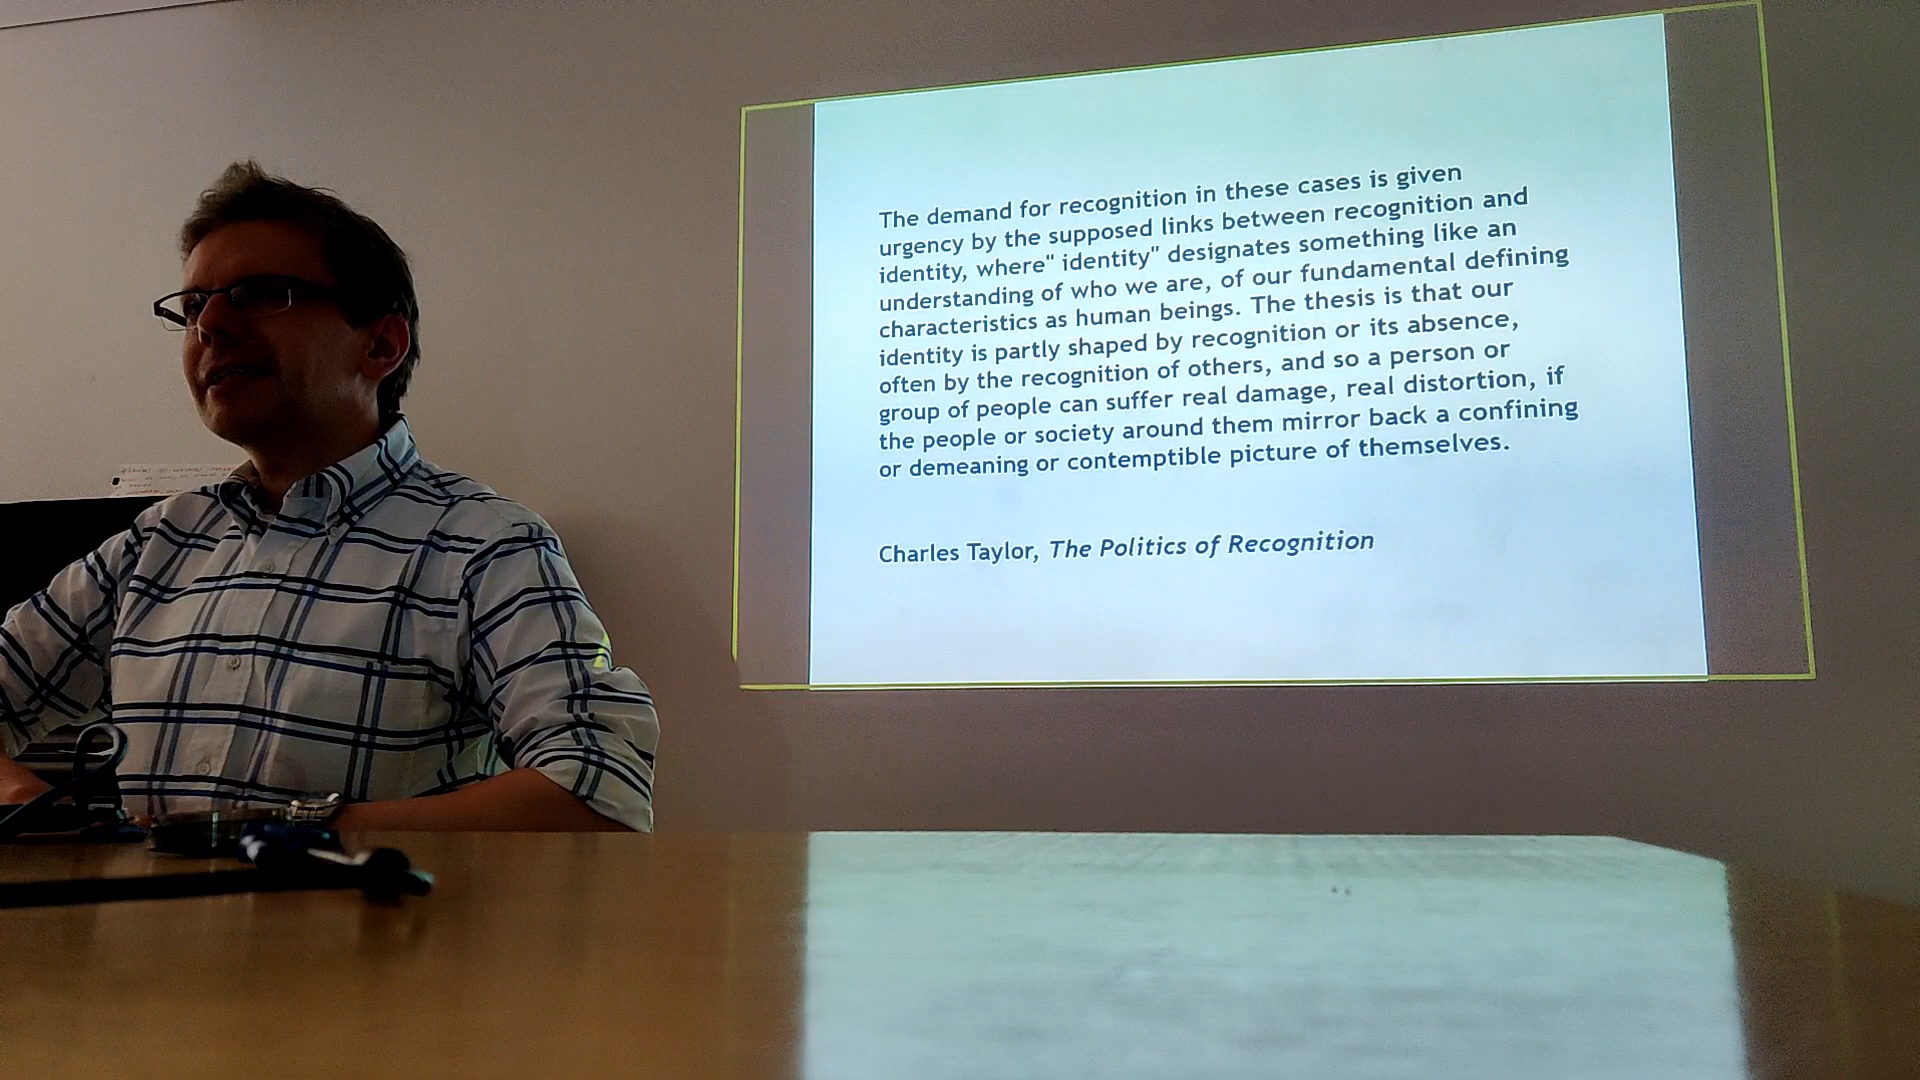 The demand for recognition in these cases is given
urgency by the supposed links between recognition and
identity, where" identity" designates something like an
understanding of who we are, of our fundamental defining
characteristics as human beings. The thesis is that our
identity is partly shaped by recognition or its absence,
often by the recognition of others, and so a person or
group of people can suffer real damage, real distortion, if
the people or society around them mirror back a confining
or demeaning or contemptible picture of themselves.
Charles Taylor, The Politics of Recognition